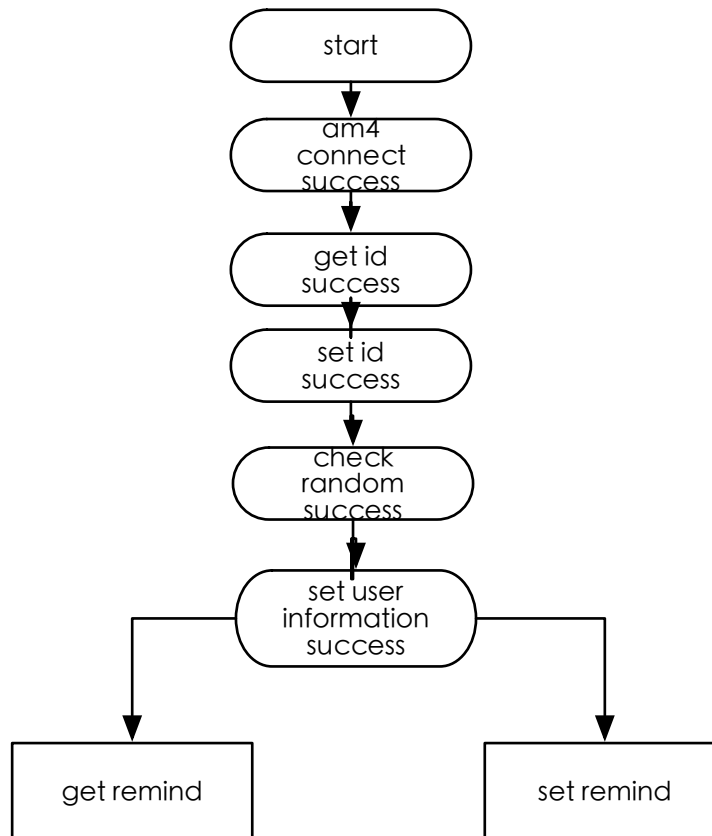 start
am4
connect
success
get id
success
set id
success
check
random
success
set user
information
success
get remind
set remind